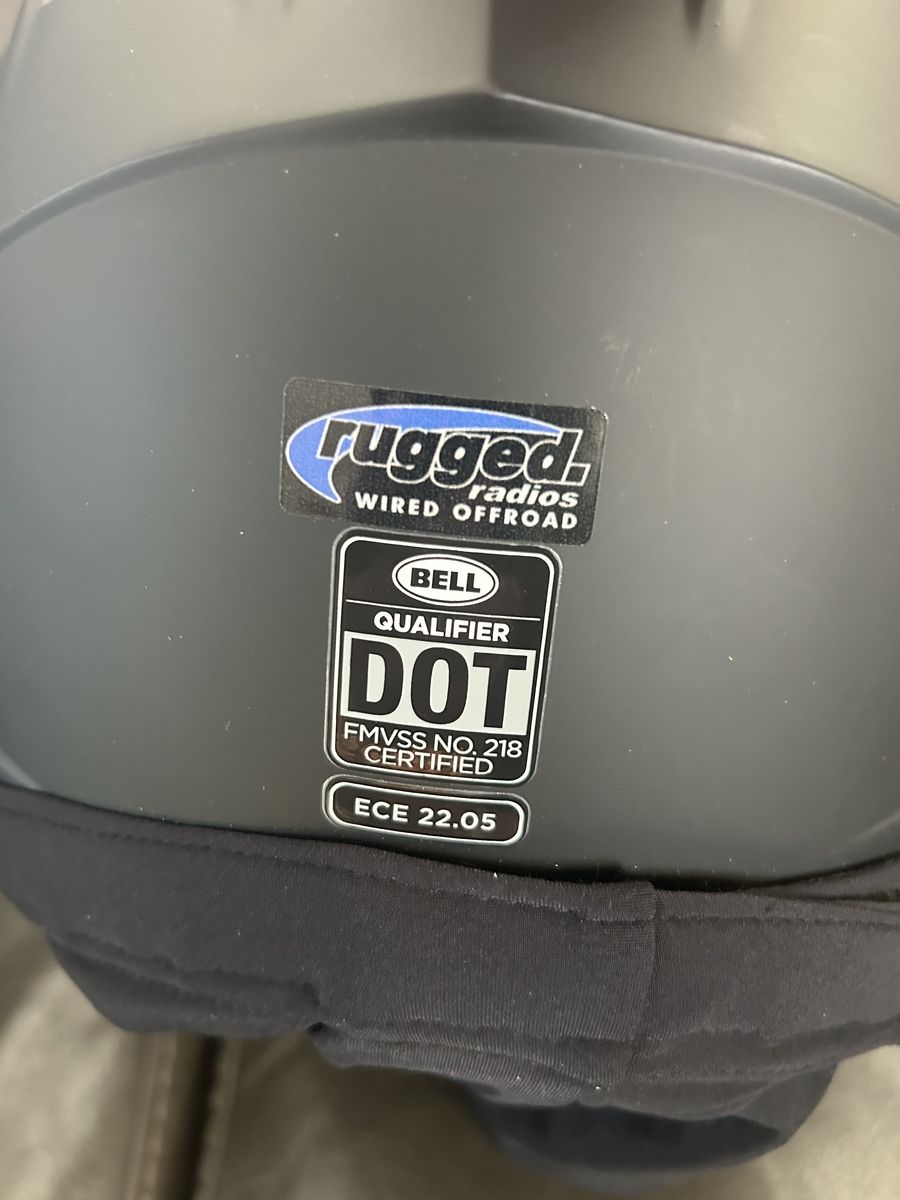 rugged.
radios
WIRED OFFROAD
BELL
QUALIFIER
DOT
FMVSS NO. 218
CERTIFIED
ECE 22.05